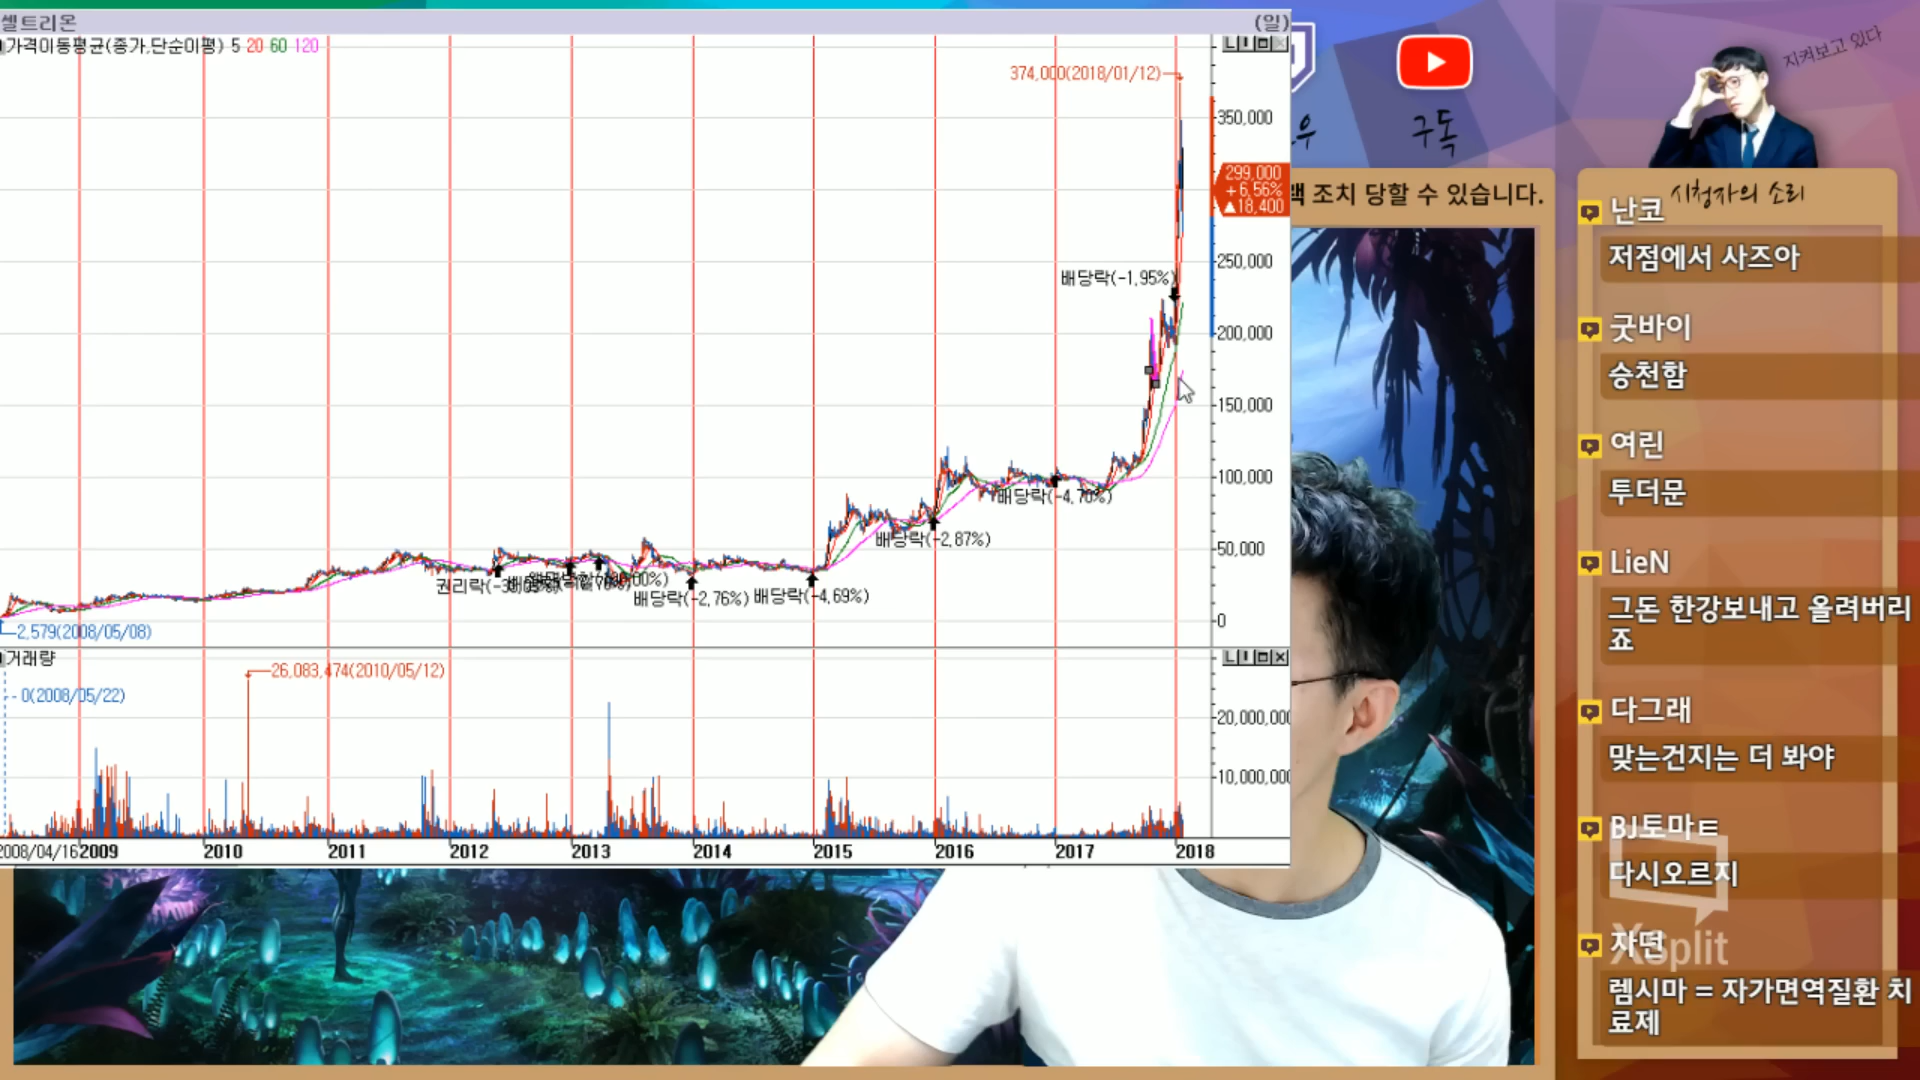 셀트리온
(일)
가격이동평균(종가,단순이평) 5 20 60 120
374,000(2018/01/12)
350,000
299,000
+6,56%
▲18,400
250,000
배당락(-1,95%)
200,000
150,000
100,000
배당락(-4,70%)
배당락(-2,87%)
50,000
배당락(-2,76%)
배당락(-4,69%)
0
2,579(2008/05/08)
거래량
26,083,474(2010/05/12)
0(2008/05/22)
20,000,000
10,000,000
2008/04/16
2009
2010
2011
2012
2013
2014
2015
2016
2017
2018
우
구독
지켜보고 있다
조치 당할 수 있습니다.
시청자의 소리
난코
저점에서 사즈아
굿바이
승천함
여린
투더문
LieN
그돈 한강보내고 올려버리
죠
다그래
맞는건지는 더 봐야
BJ토마트
다시오르지
자떤
렘시마 = 자가면역질환 치
료제
XSplit